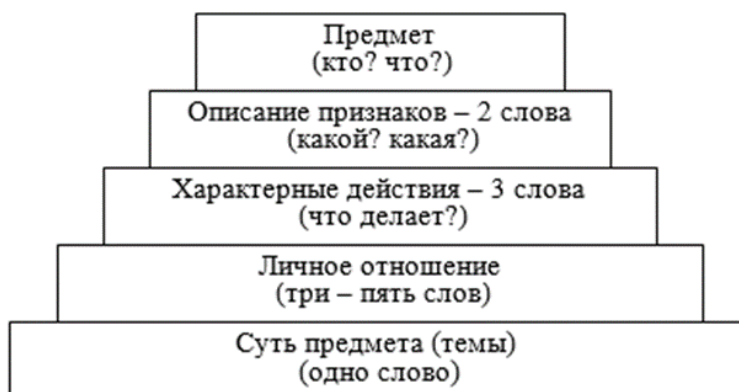 Предмет
(кто? что?)
Описание признаков – 2 слова
(какой? какая?)
Характерные действия – 3 слова
(что делает?)
Личное отношение
(три – пять слов)
Суть предмета (темы)
(одно слово)